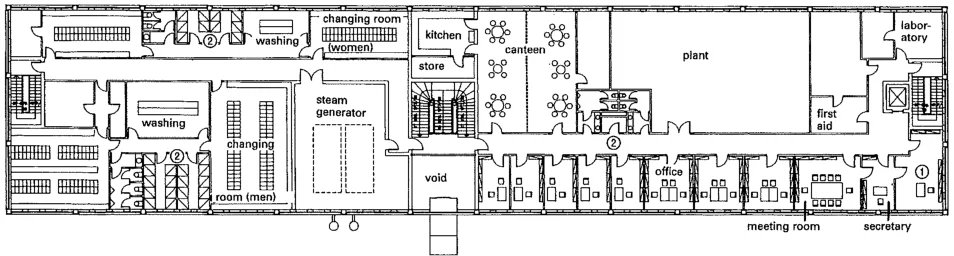 changing room
(women)
washing
②
kitchen
store
canteen
plant
labor-
atory
first
aid
steam
generator
washing
②
changing
room (men)
void
②
office
①
meeting room
secretary